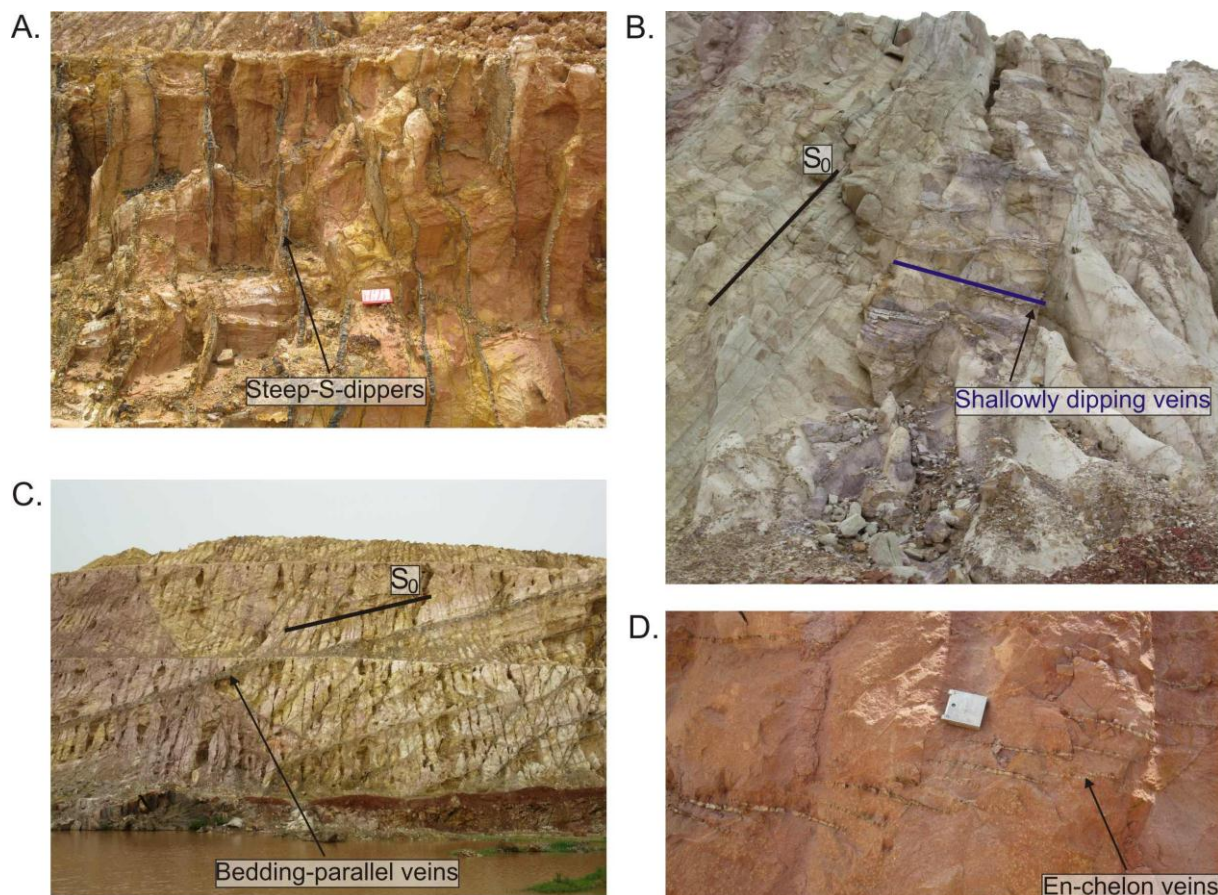 A.
Steep-S-dippers
B.
S₀
Shallowly dipping veins
C.
S₀
Bedding-parallel veins
D.
En-chelon veins